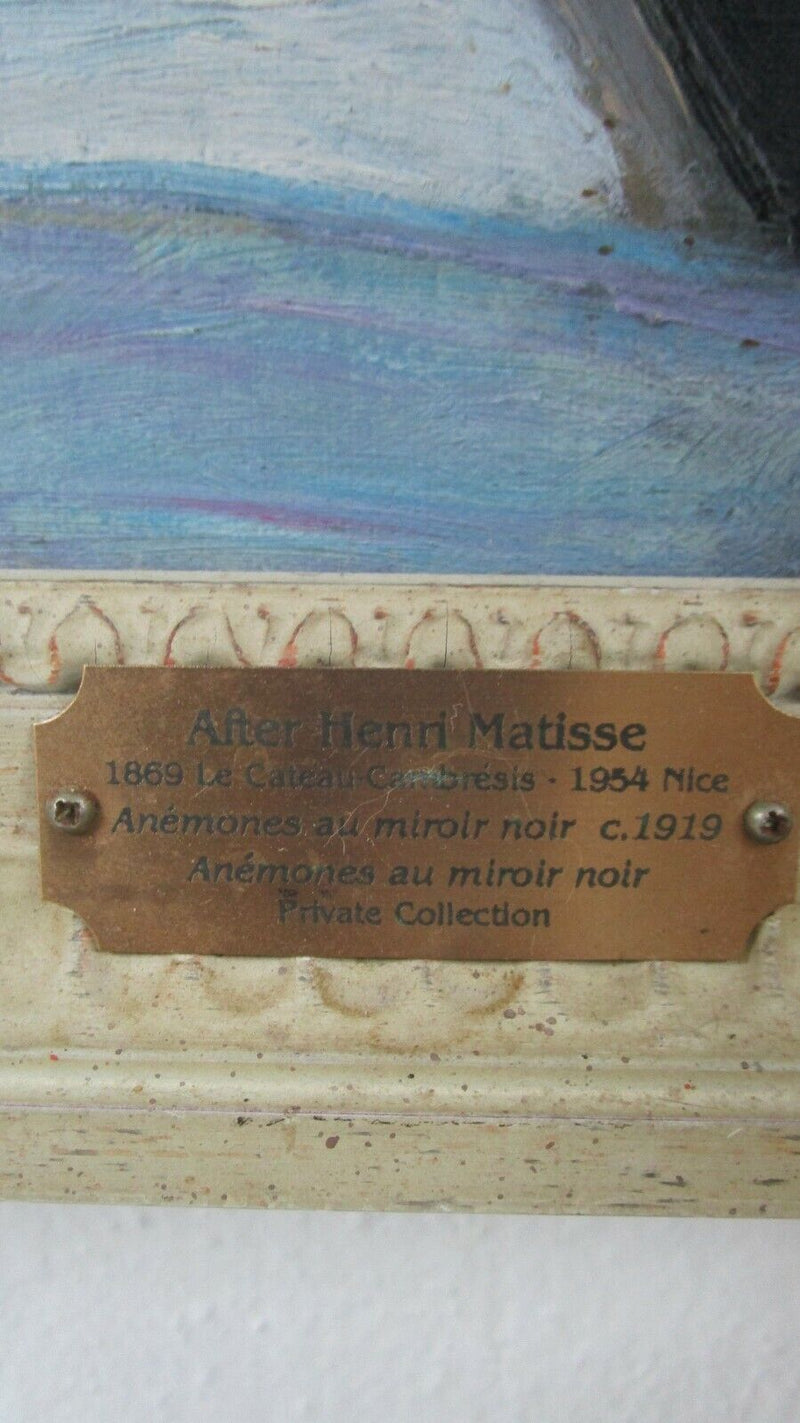 After Henri Matisse
1869 Le Cateau-Cambrésis · 1954 Nice
Anémones au miroir noir c.1919
Anémones au miroir noir
Private Collection